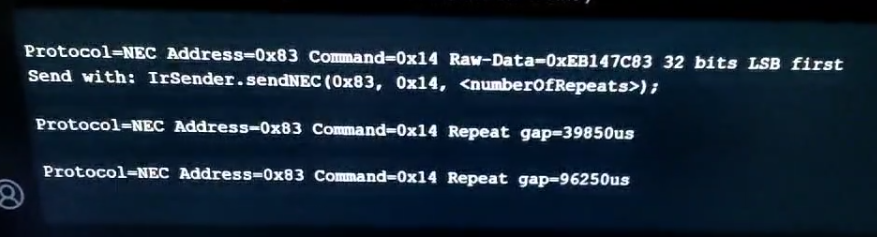 Protocol=NEC Address=0x83 Command=0x14 Raw-Data=0xEB147C83 32 bits LSB first
Send with: IrSender.sendNEC(0x83, 0x14, <numberOfRepeats>);
Protocol=NEC Address=0x83 Command=0x14 Repeat gap=39850us
Protocol=NEC Address=0x83 Command=0x14 Repeat gap=96250us